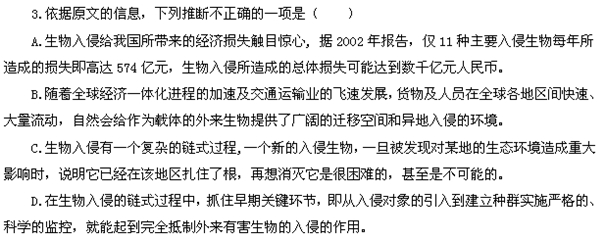 3.依据原文的信息，下列推断不正确的一项是（　　）
A.生物入侵给我国所带来的经济损失触目惊心，据 2002 年报告，仅 11 种主要入侵生物每年所
造成的损失即高达 574 亿元，生物入侵所造成的总体损失可能达到数千亿元人民币。
B.随着全球经济一体化进程的加速及交通运输业的飞速发展，货物及人员在全球各地区间快速、
大量流动，自然会给作为载体的外来生物提供了广阔的迁移空间和异地入侵的环境。
C.生物入侵有一个复杂的链式过程,一个新的入侵生物，一旦被发现对某地的生态环境造成重大
影响时，说明它已经在该地区扎住了根，再想消灭它是很困难的，甚至是不可能的。
D.在生物入侵的链式过程中，抓住早期关键环节，即从入侵对象的引入到建立种群实施严格的、
科学的监控，就能起到完全抵制外来有害生物的入侵的作用。